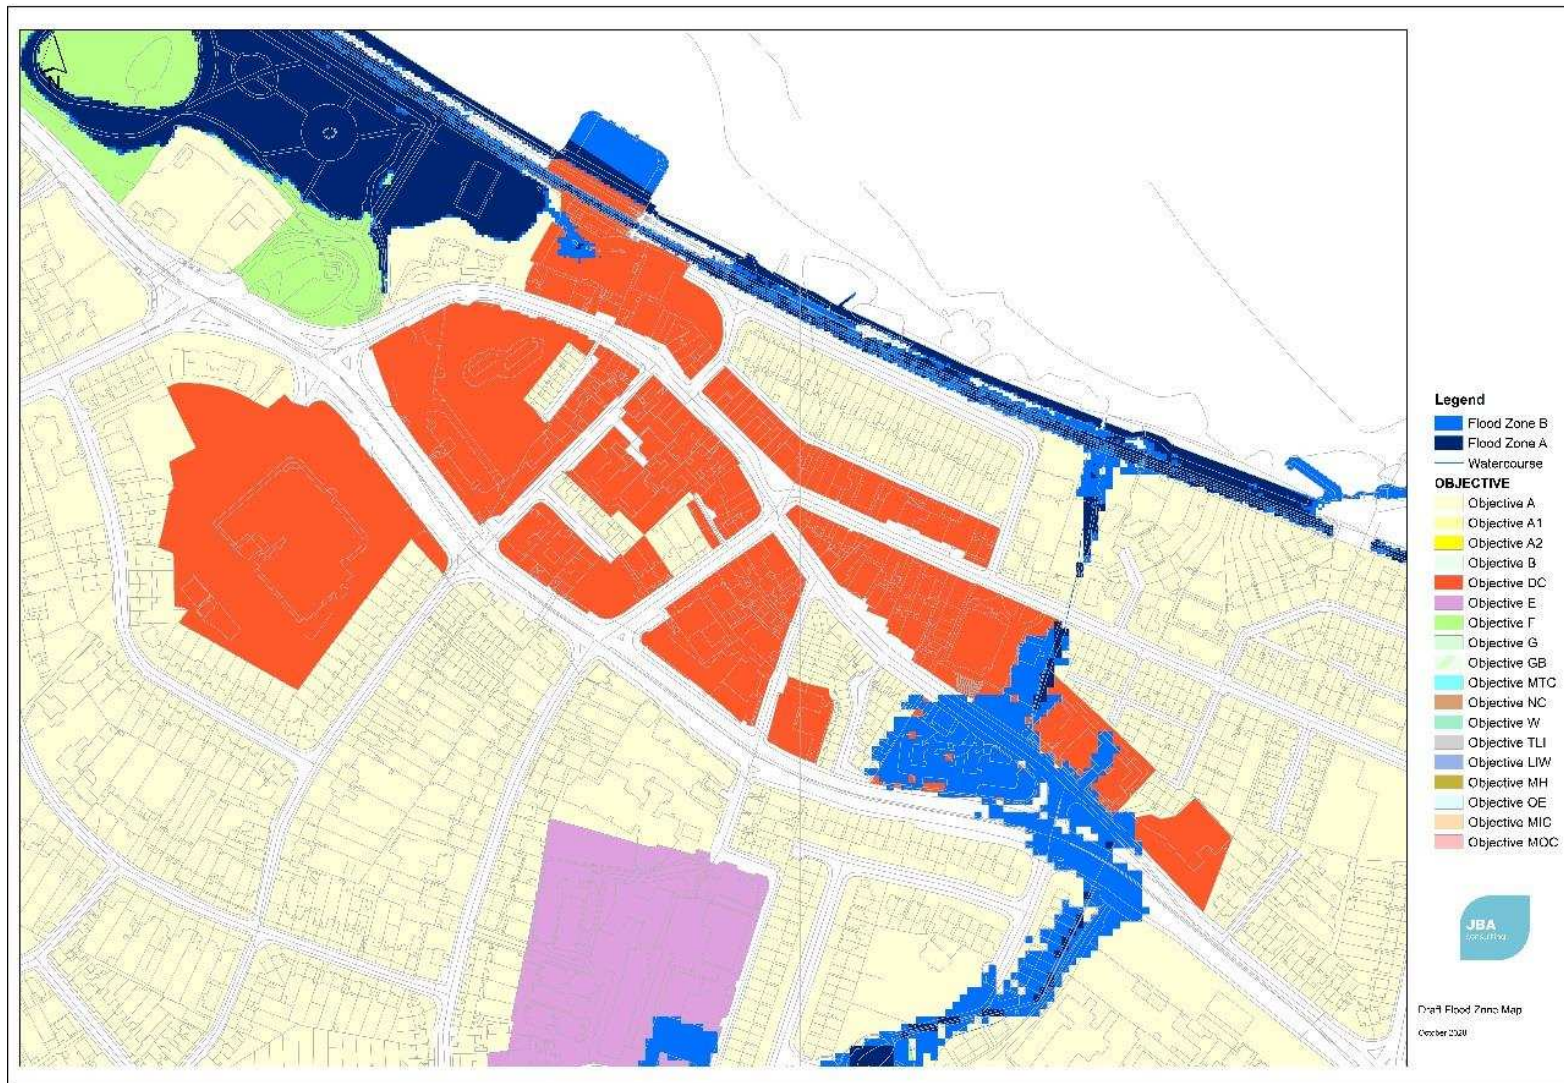 N
Legend
Flood Zone B
Flood Zone A
Watercourse
OBJECTIVE
Objective A
Objective A1
Objective A2
Objective B
Objective DC
Objective E
Objective F
Objective G
Objective GB
Objective MTC
Objective NC
Objective W
Objective TLI
Objective LIW
Objective MH
Objective OE
Objective MIC
Objective MOC
JBA
consulting
Draft Flood Zone Map
October 2020